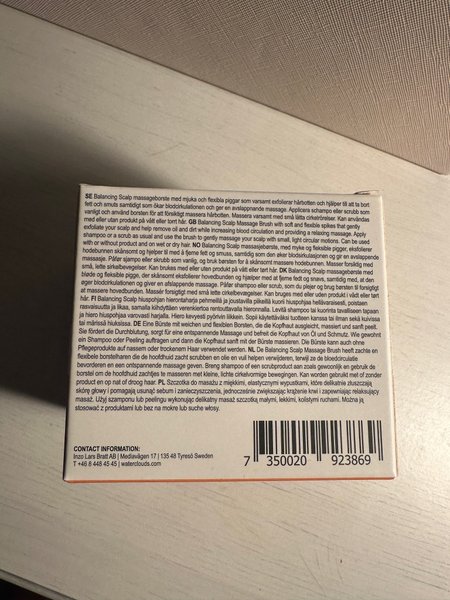 SE Balancing Scalp massageborste med mjuka och flexibla piggar som varsamt exfolierar hårbotten och hjälper till att ta bort
fett och smuts samtidigt som ökar blodcirkulationen och ger en avslappnande massage. Applicera schampo eller scrubb som
vanligt och använd borsten för att försiktigt massera hårbotten. Massera varsamt med små lätta cirkelrörelser. Kan användas
med eller utan produkt på vått eller torrt hår. GB Balancing Scalp Massage Brush with soft and flexible spikes that gently
exfoliate your scalp and help remove oil and dirt while increasing blood circulation and providing a relaxing massage. Apply
shampoo or a scrub as usual and use the brush to gently massage your scalp with small, light circular motions. Can be used
with or without product and on wet or dry hair. NO Balancing Scalp massasjebørste, med myke og flexible pigger, eksfolierer
hodebunnen skånsomt og hjelper til med å fjerne fett og smuss, samtidig som den øker blodsirkulasjonen og gir en avslappende
massasje. Påfør sjampo eller skrubb som vanlig, og bruk børsten for å skånsomt massere hodebunnen. Masser forsiktig med
små, lette sirkelbevegelser. Kan brukes med eller uten produkt på vått eller tørt hår. DK Balancing Scalp massagebørste med
bløde og flexible pigge, der skånsomt eksfolierer hovedbunden og hjælper med at fjerne fedt og snavs, samtidig med, at den
øger blodcirkulationen og giver en afslappende massage. Påfør shampoo eller scrub, som du plejer og brug børsten til forsigtigt
at massere hovedbunden. Massér forsigtigt med små lette cirkelbevægelser. Kan bruges med eller uden produkt på vådt eller
tørt hår. FI Balancing Scalp hiuspohjan hierontaharja pehmeillä ja joustavilla piikeillä kuorii hiuspohjaa hellävaraisesti, poistaen
rasvaisuutta ja likaa, samalla kiihdyttäen verenkiertoa rentouttavalla hieronnalla. Levitä shampoo tai kuorinta tavalliseen tapaan
ja hiero hiuspohjaa varovasti harjalla. Hiero kevyesti pyörivin liikkein. Sopii käytettäväksi tuotteen kanssa tai ilman sekä kuivissa
tai märissä hiuksissa. DE Eine Bürste mit weichen und flexiblen Borsten, die die Kopfhaut ausgleicht, massiert und sanft peelt.
Sie fördert die Durchblutung, sorgt für eine entspannende Massage und befreit die Kopfhaut von Öl und Schmutz. Wie gewohnt
ein Shampoo oder Peeling auftragen und dann die Kopfhaut sanft mit der Bürste massieren. Die Bürste kann auch ohne
Pflegeprodukte auf nassem oder trockenem Haar verwendet werden. NL De Balancing Scalp Massage Brush heeft zachte en
flexibele borstelharen die de hoofdhuid zacht scrubben en olie en vuil helpen verwijderen, terwijl ze de bloedcirculatie
bevorderen en een ontspannen massage bieden. Breng shampoo of een scrubproduct aan zoals gewoonlijk en gebruik de
borstel om de hoofdhuid zachtjes te masseren met kleine, lichte cirkelvormige bewegingen. Kan worden gebruikt met of zonder
product en op nat of droog haar. PL Szczotka do masażu z miękkimi, elastycznymi wypustkami, które delikatnie złuszczają
skórę głowy i pomagają usunąć sebum i zanieczyszczenia, jednocześnie zwiększając krążenie krwi i zapewniając relaksujący
masaż. Użyj szamponu lub peelingu wykonując delikatny masaż szczotką małymi, lekkimi, kolistymi ruchami. Można ją
stosować z produktami lub bez na mokre lub suche włosy.
CONTACT INFORMATION:
Inzo Lars Bratt AB | Mediavägen 17 | 135 48 Tyresö Sweden
T +46 8 448 45 45 | waterclouds.com
7 350020 923869